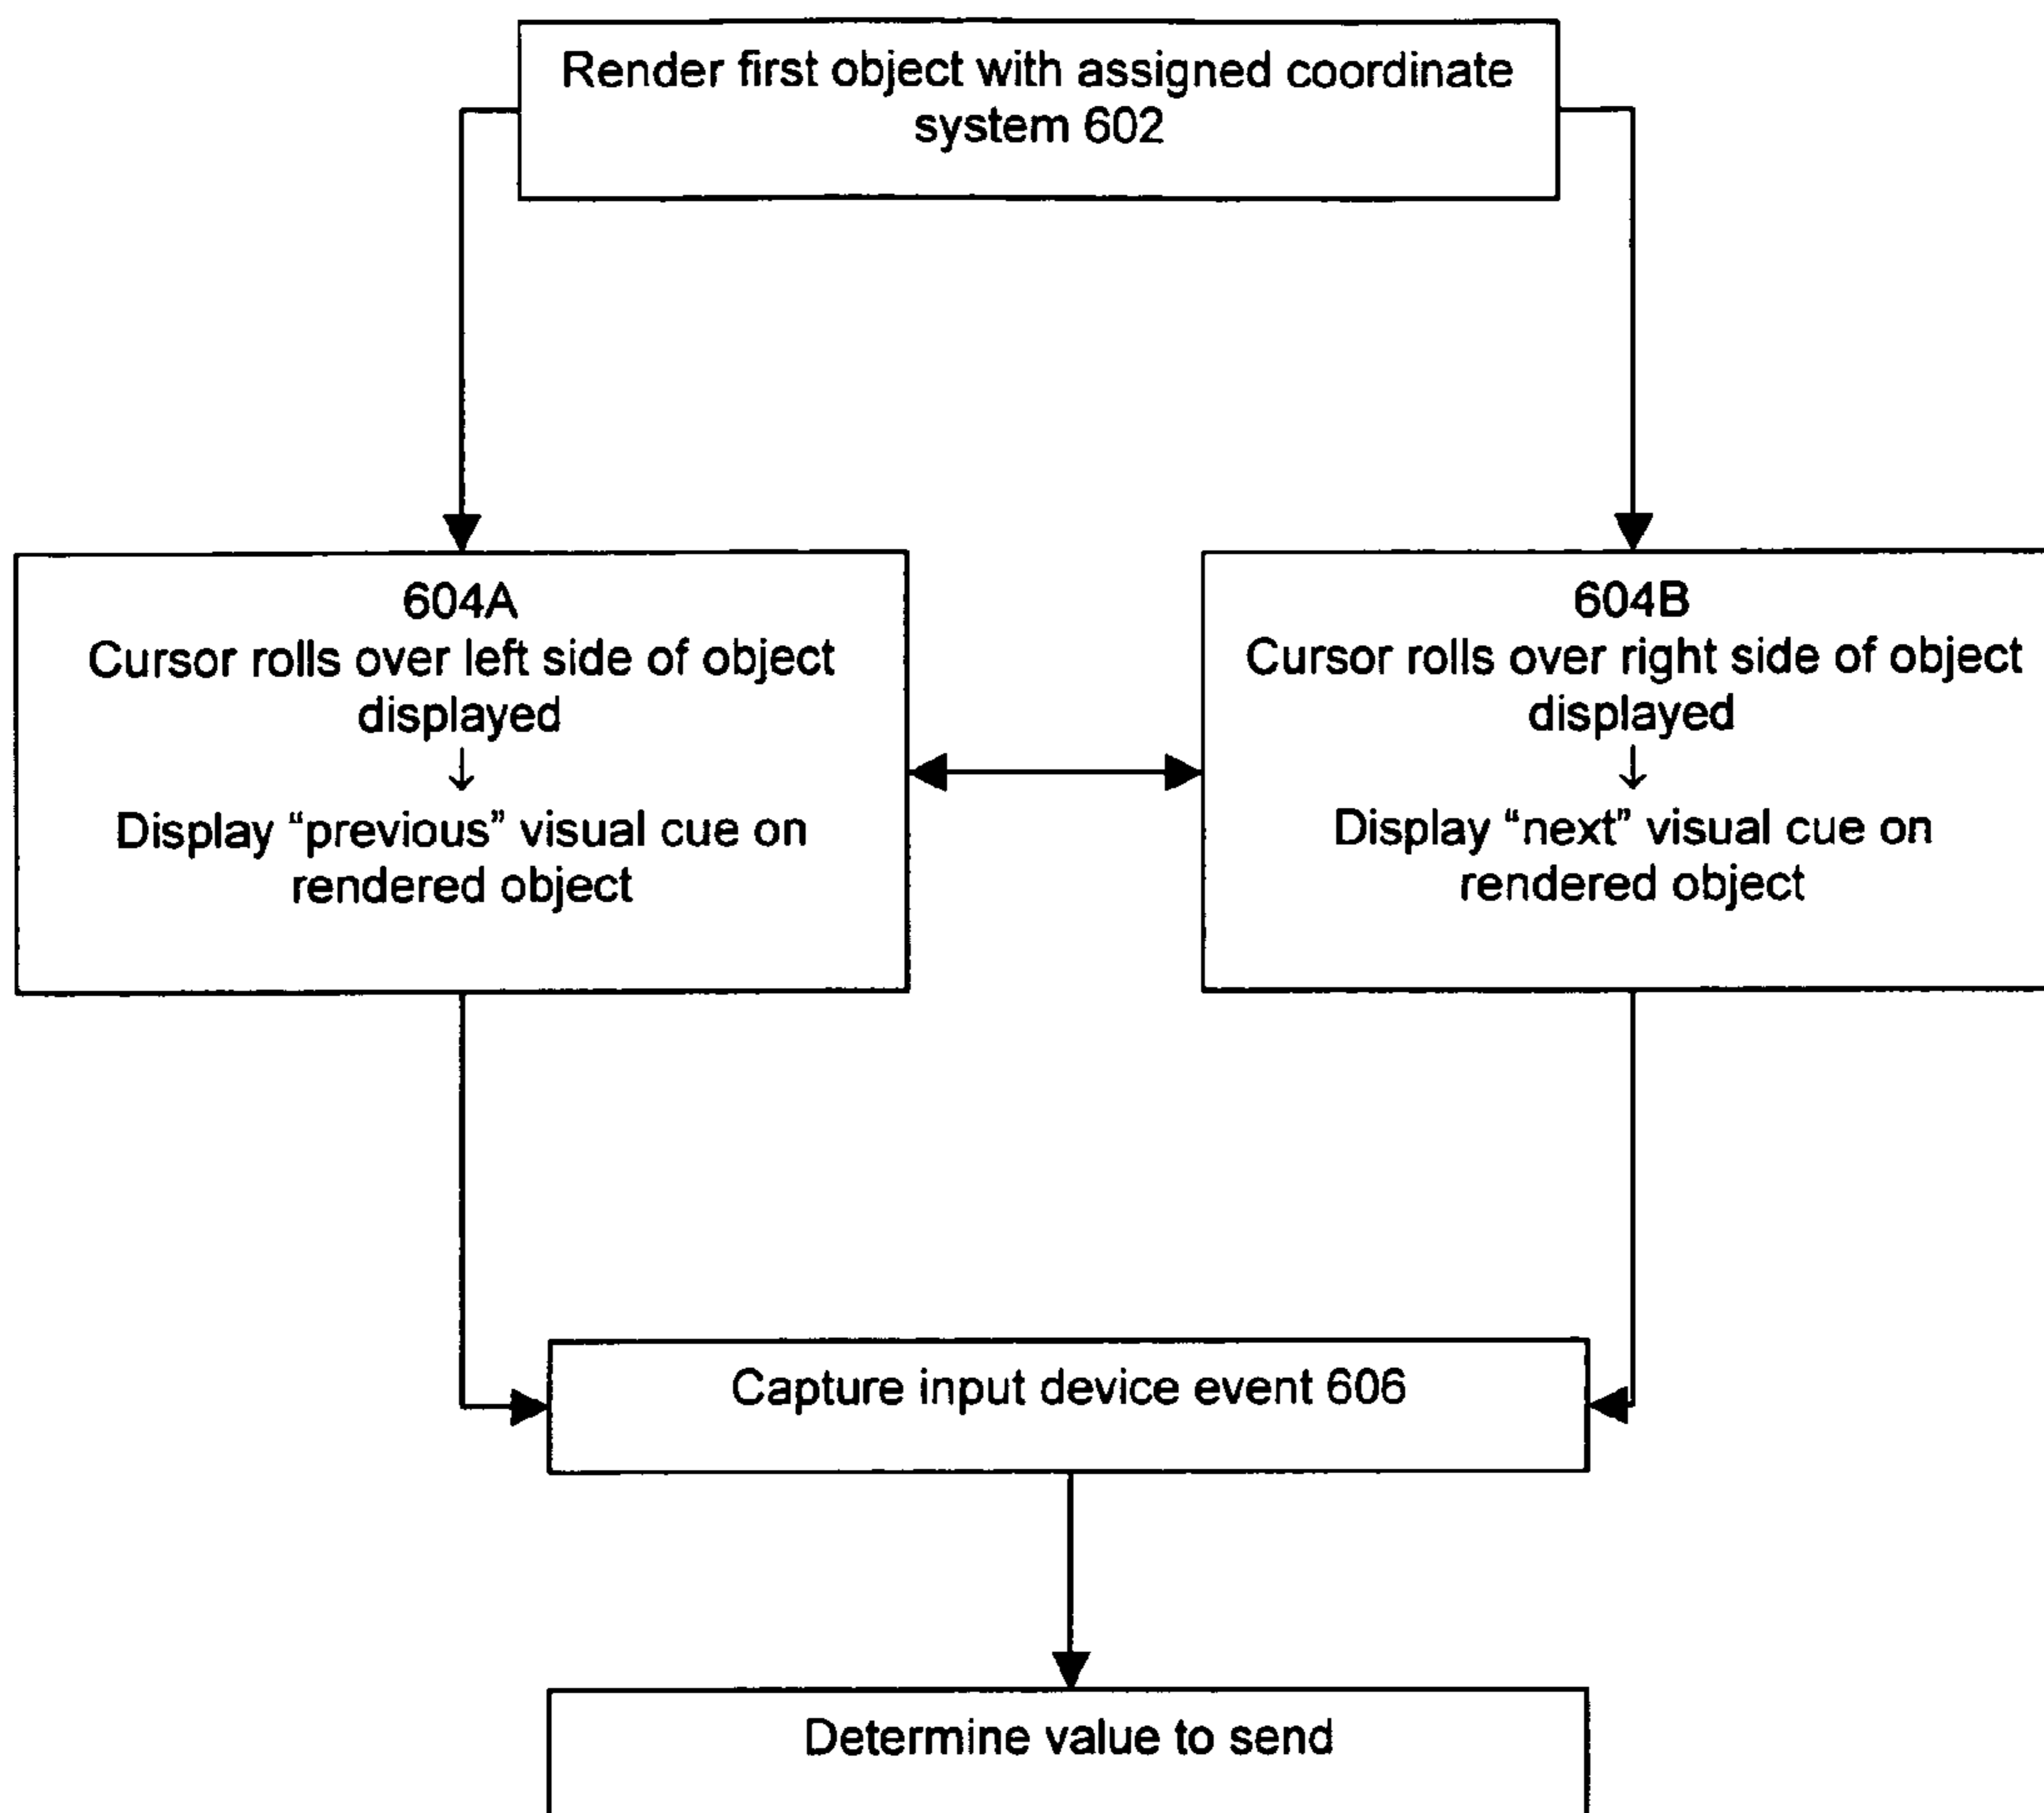 Render first object with assigned coordinate
system 602
604A
Cursor rolls over left side of object
displayed
↓
Display “previous” visual cue on
rendered object
604B
Cursor rolls over right side of object
displayed
↓
Display “next” visual cue on
rendered object
Capture input device event 606
Determine value to send